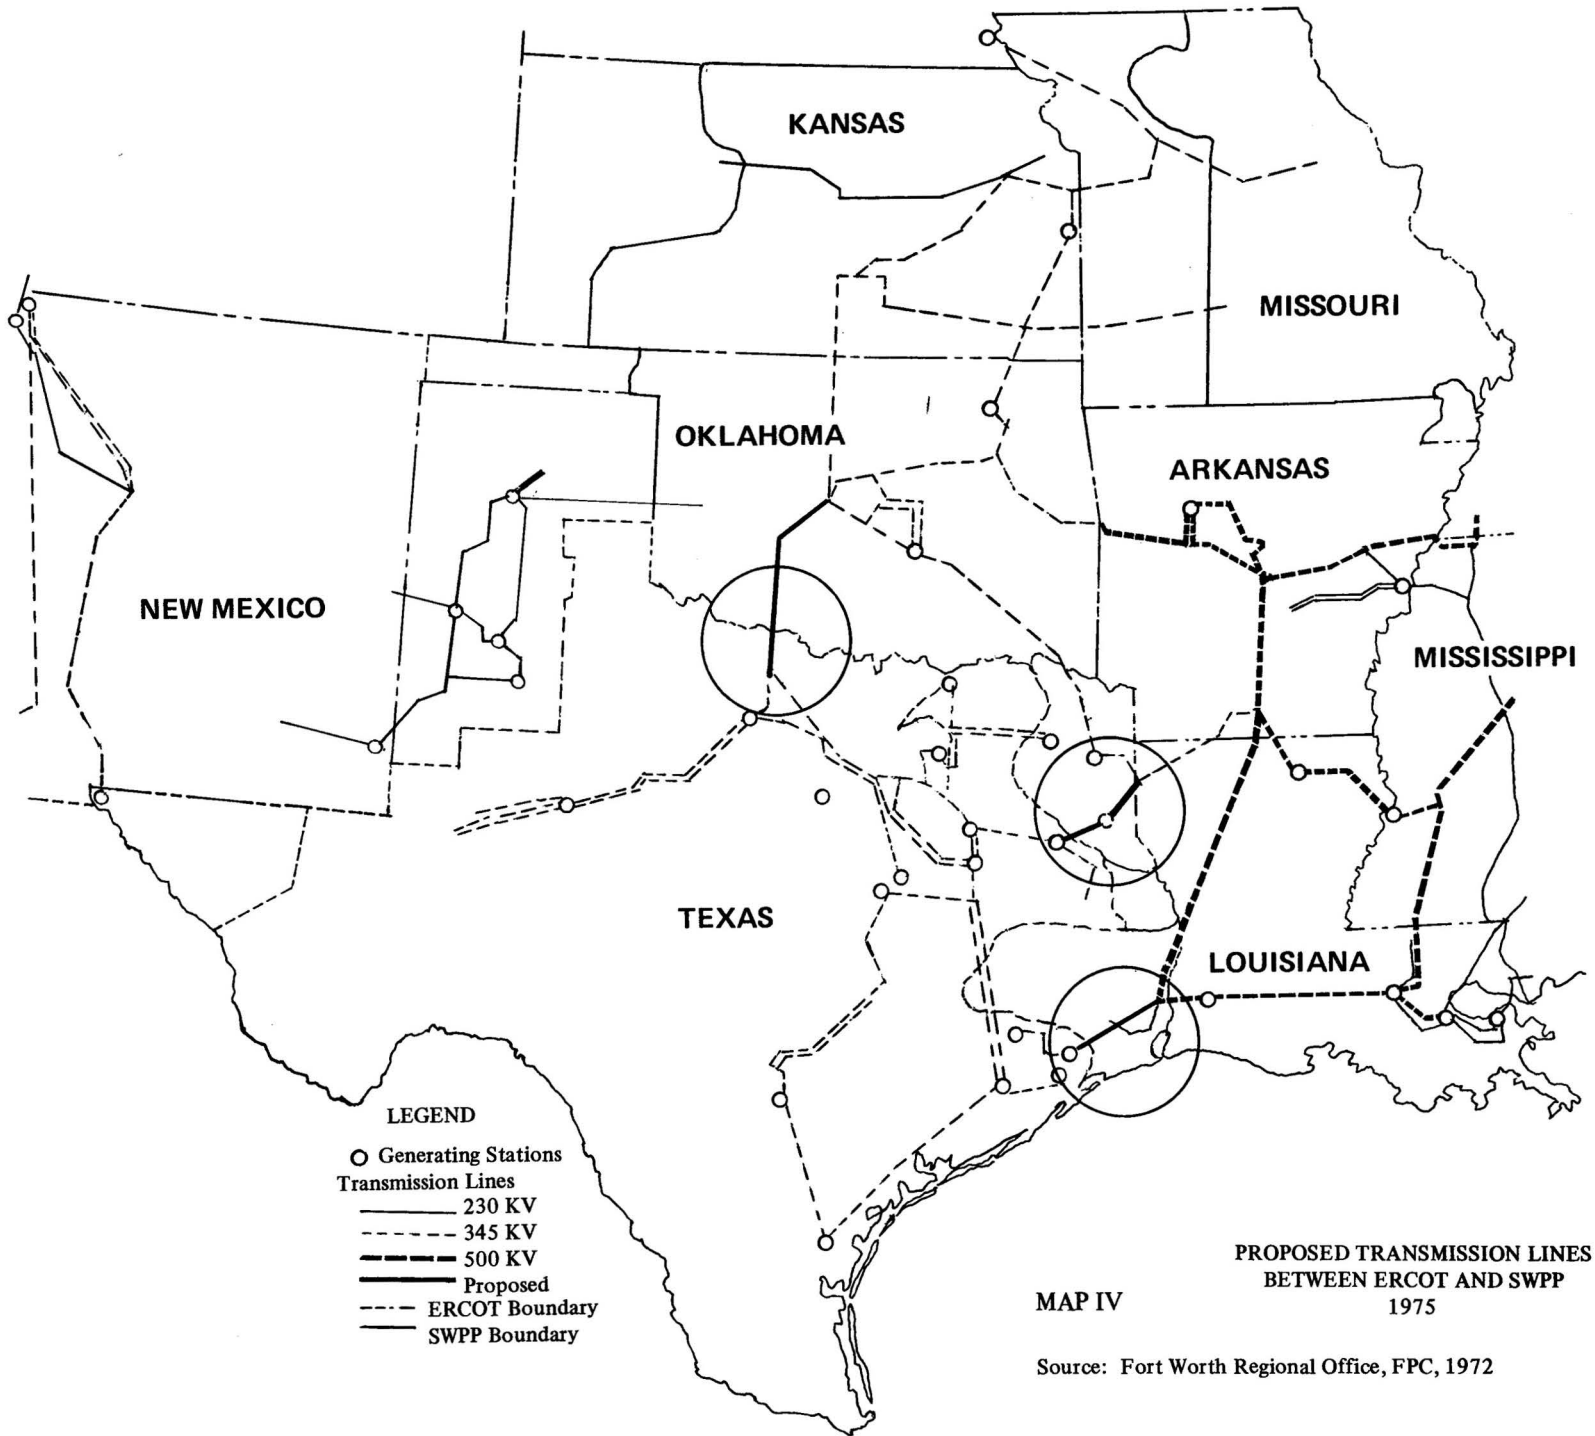 KANSAS
MISSOURI
OKLAHOMA
ARKANSAS
NEW MEXICO
MISSISSIPPI
TEXAS
LOUISIANA
LEGEND
Generating Stations
Transmission Lines
230 KV
345 KV
500 KV
Proposed
ERCOT Boundary
SWPP Boundary
PROPOSED TRANSMISSION LINES
BETWEEN ERCOT AND SWPP
1975
MAP IV
Source: Fort Worth Regional Office, FPC, 1972